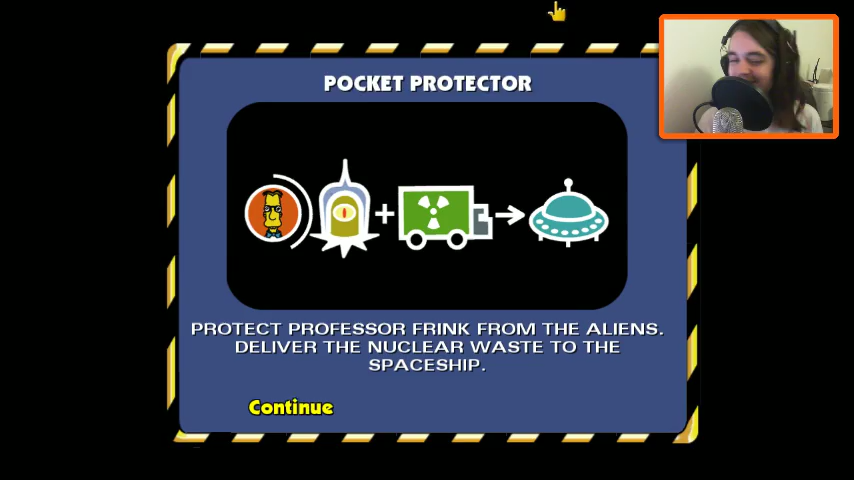 POCKET PROTECTOR
PROTECT PROFESSOR FRINK FROM THE ALIENS.
DELIVER THE NUCLEAR WASTE TO THE
SPACESHIP.
Continue